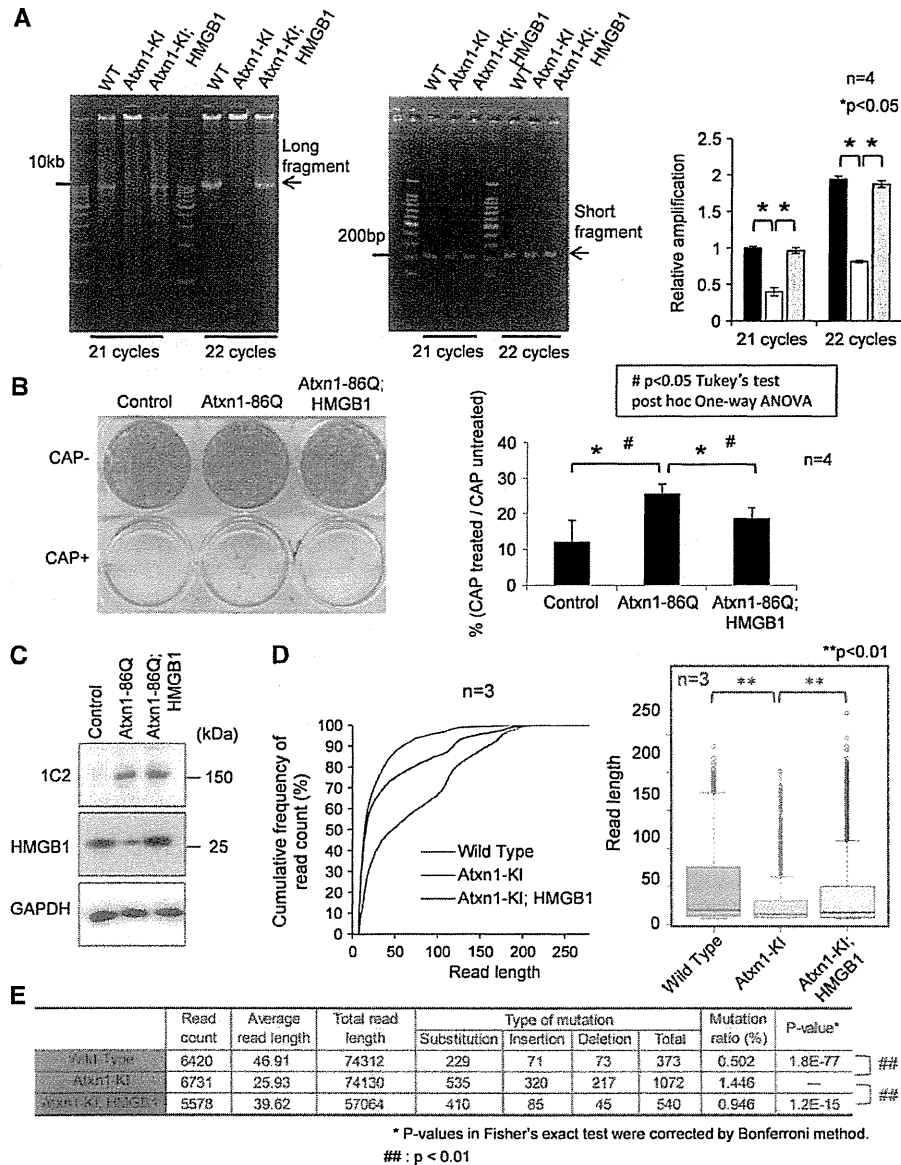 A
WT
Atxn1-KI
Atxn1-KI; HMGB1
WT
Atxn1-KI
Atxn1-KI; HMGB1
10kb
Long fragment
21 cycles
22 cycles
WT
Atxn1-KI
Atxn1-KI; HMGB1
WT
Atxn1-KI
Atxn1-KI; HMGB1
200bp
Short fragment
21 cycles
22 cycles
n=4
*p<0.05
Relative amplification
2.5
2
1.5
1
0.5
0
* * * *
21 cycles
22 cycles
B
Control
Atxn1-86Q
Atxn1-86Q; HMGB1
CAP-
CAP+
# p<0.05 Tukey's test
post hoc One-way ANOVA
% (CAP treated / CAP untreated)
40
30
20
10
0
* # * #
n=4
Control
Atxn1-86Q
Atxn1-86Q; HMGB1
C
Control
Atxn1-86Q
Atxn1-86Q; HMGB1
(kDa)
1C2
150
HMGB1
25
GAPDH
D
n=3
Cumulative frequency of read count (%)
100
90
80
70
60
50
40
30
20
10
0
0 50 100 150 200 250
Read length
Wild Type
Atxn1-KI
Atxn1-KI; HMGB1
**p<0.01
n=3
** **
Read length
250
200
150
100
50
0
Wild Type
Atxn1-KI
Atxn1-KI; HMGB1
E
Read count Average read length Total read length Type of mutation Mutation ratio (%) P-value*
Substitution Insertion Deletion Total
Wild Type 6420 46.91 74312 229 71 73 373 0.502 1.8E-77
Atxn1-KI 6731 25.93 74130 535 320 217 1072 1.446 —
Atxn1-KI; HMGB1 5578 39.62 57064 410 85 45 540 0.946 1.2E-15
##
##
* P-values in Fisher's exact test were corrected by Bonferroni method.
## : p < 0.01